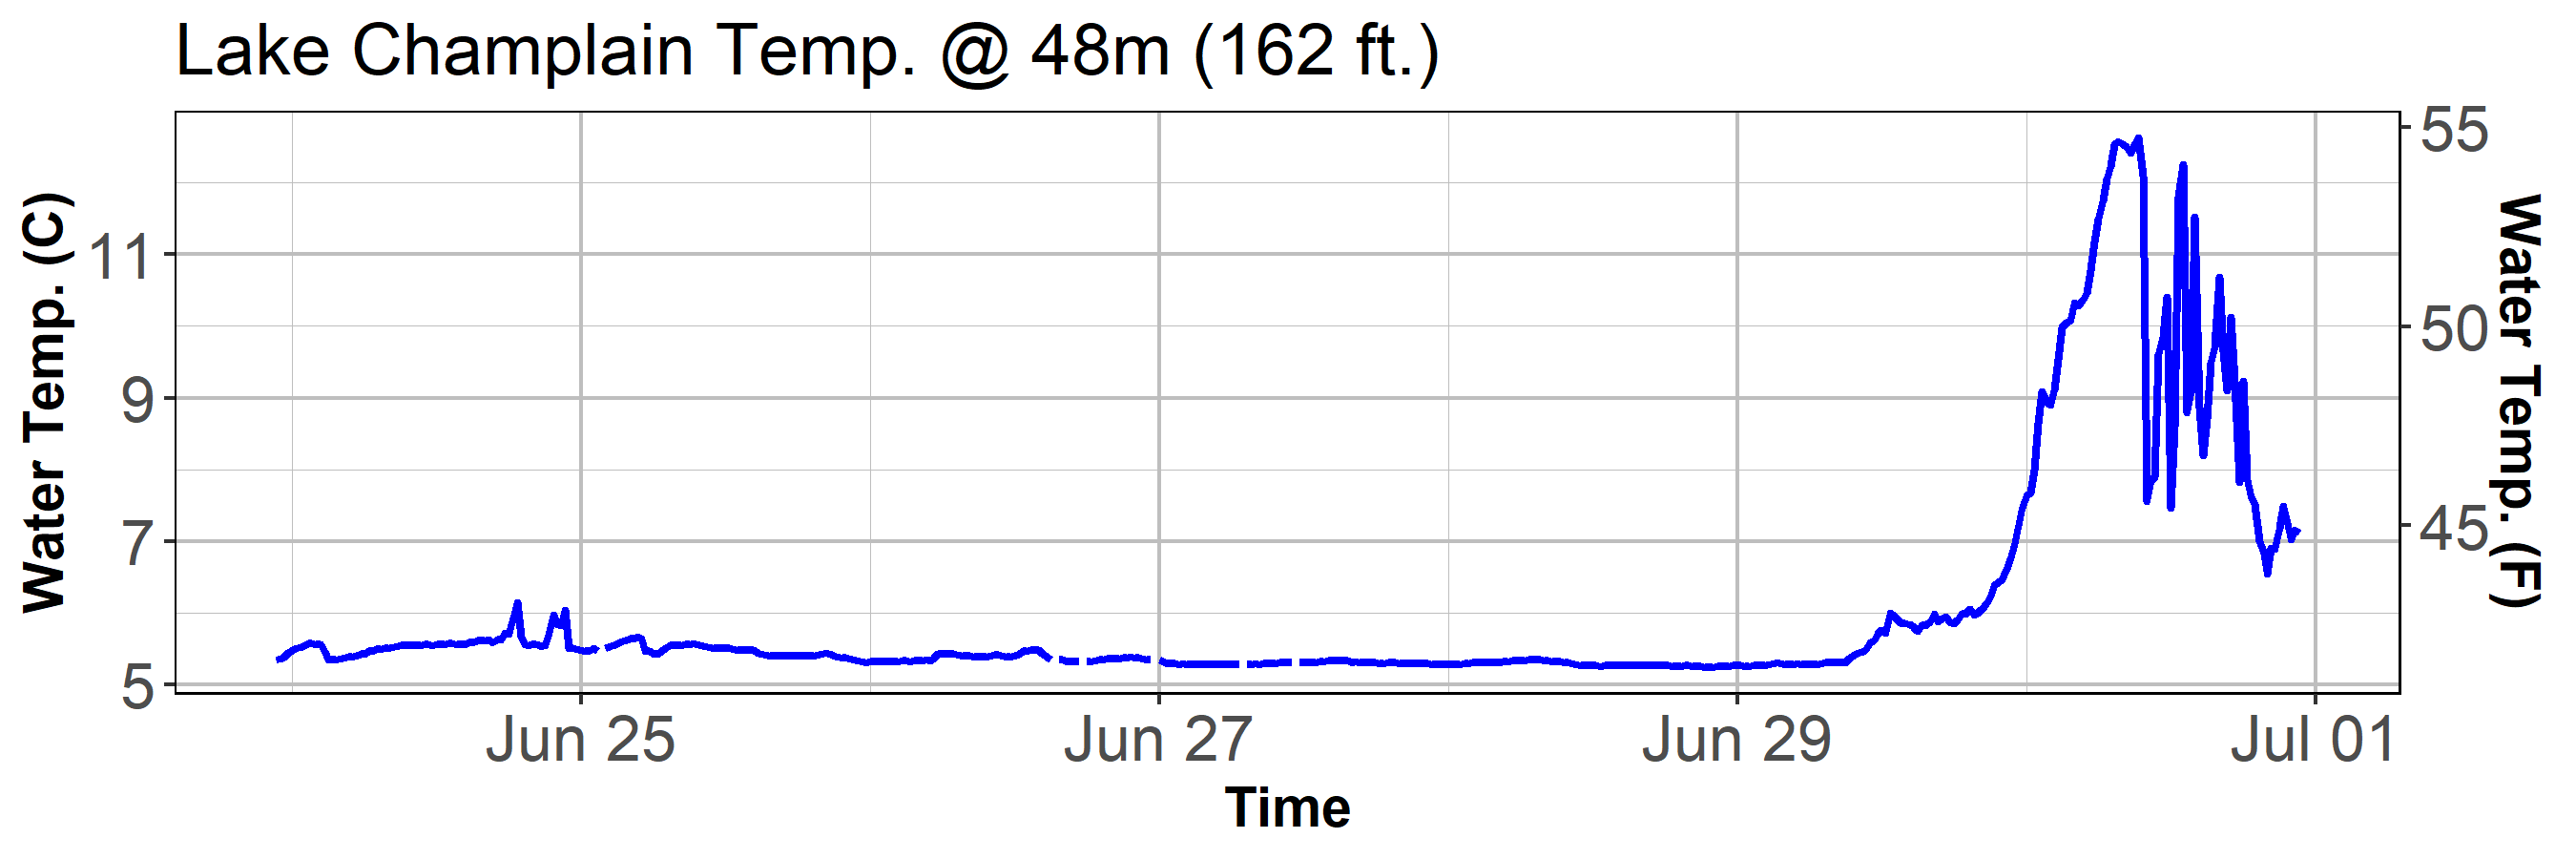 Lake Champlain Temp. @ 48m (162 ft.)
Water Temp. (C)
11
9
7
5
55
50
45
Water Temp. (F)
Jun 25
Jun 27
Jun 29
Jul 01
Time